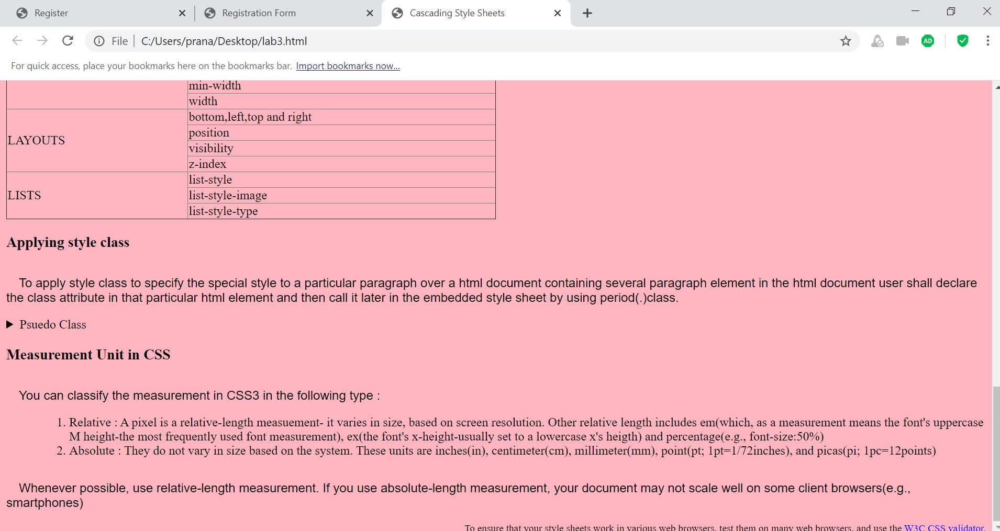 Register
Registration Form
Cascading Style Sheets
File
C:/Users/prana/Desktop/lab3.html
AD
For quick access, place your bookmarks here on the bookmarks bar. Import bookmarks now...
min-width
width
LAYOUTS
bottom,left,top and right
position
visibility
z-index
LISTS
list-style
list-style-image
list-style-type
Applying style class
To apply style class to specify the special style to a particular paragraph over a html document containing several paragraph element in the html document user shall declare
the class attribute in that particular html element and then call it later in the embedded style sheet by using period(.)class.
Psuedo Class
Measurement Unit in CSS
You can classify the measurement in CSS3 in the following type :
1. Relative : A pixel is a relative-length measuement- it varies in size, based on screen resolution. Other relative length includes em(which, as a measurement means the font's uppercase
M height-the most frequently used font measurement), ex(the font's x-height-usually set to a lowercase x's heigth) and percentage(e.g., font-size:50%)
2. Absolute : They do not vary in size based on the system. These units are inches(in), centimeter(cm), millimeter(mm), point(pt; 1pt=1/72inches), and picas(pi; 1pc=12points)
Whenever possible, use relative-length measurement. If you use absolute-length measurement, your document may not scale well on some client browsers(e.g.,
smartphones)
To ensure that your style sheets work in various web browsers, test them on many web browsers, and use the W3C CSS validator.